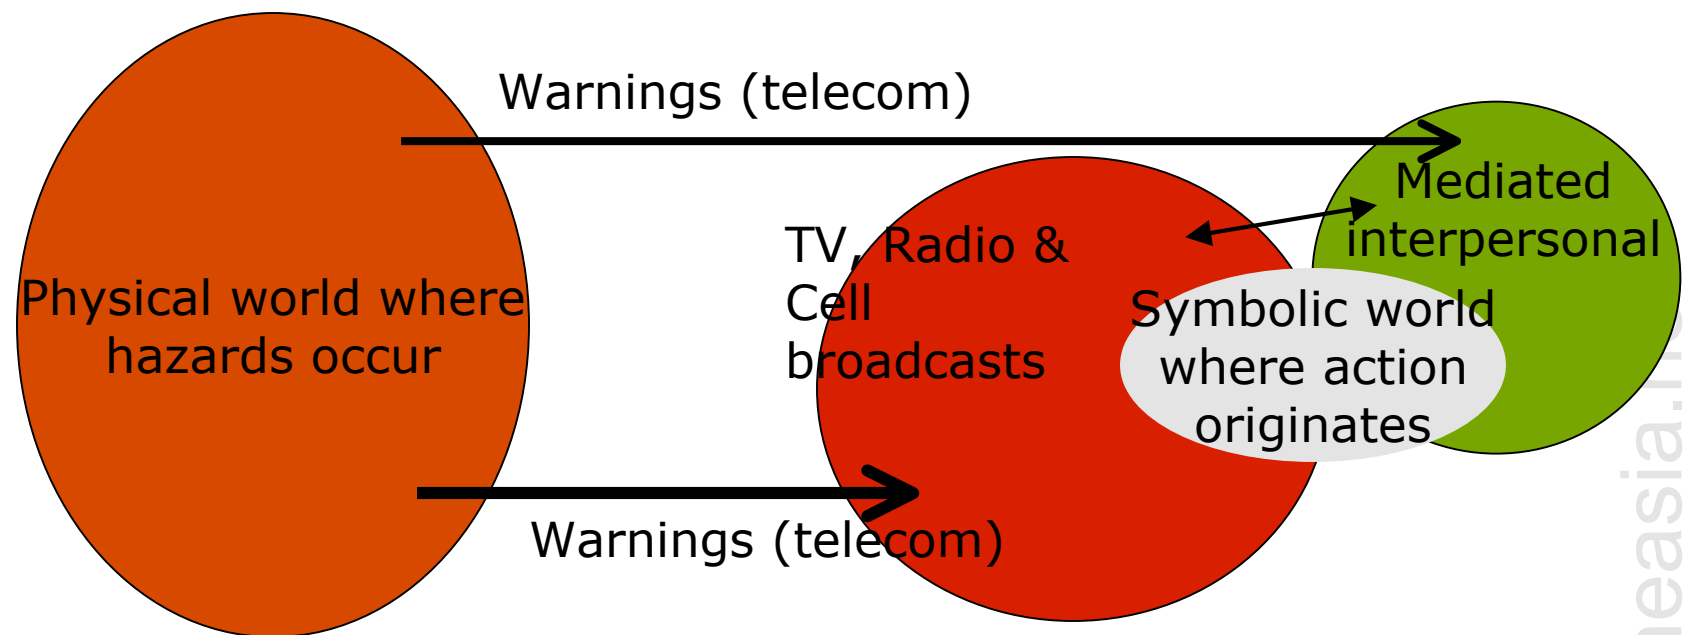 Warnings (telecom)
Mediated
interpersonal
TV, Radio &
Cell
broadcasts
Physical world where
hazards occur
Symbolic world
where action
originates
Warnings (telecom)